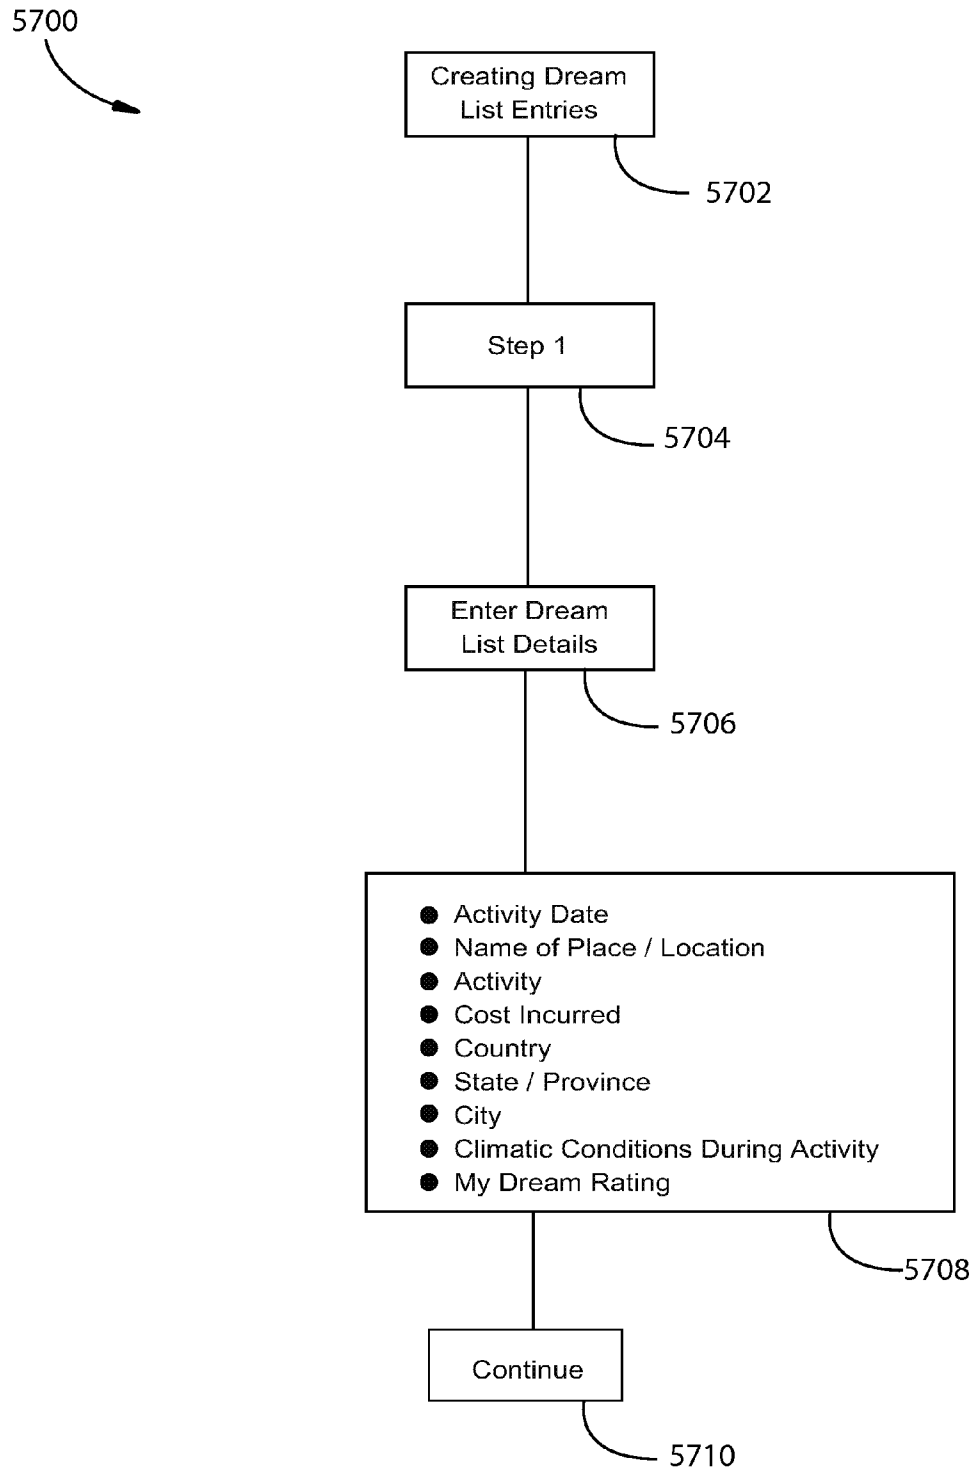 5700
Creating Dream
List Entries
5702
Step 1
5704
Enter Dream
List Details
5706
Activity Date
Name of Place / Location
Activity
Cost Incurred
Country
State / Province
City
Climatic Conditions During Activity
My Dream Rating
5708
Continue
5710